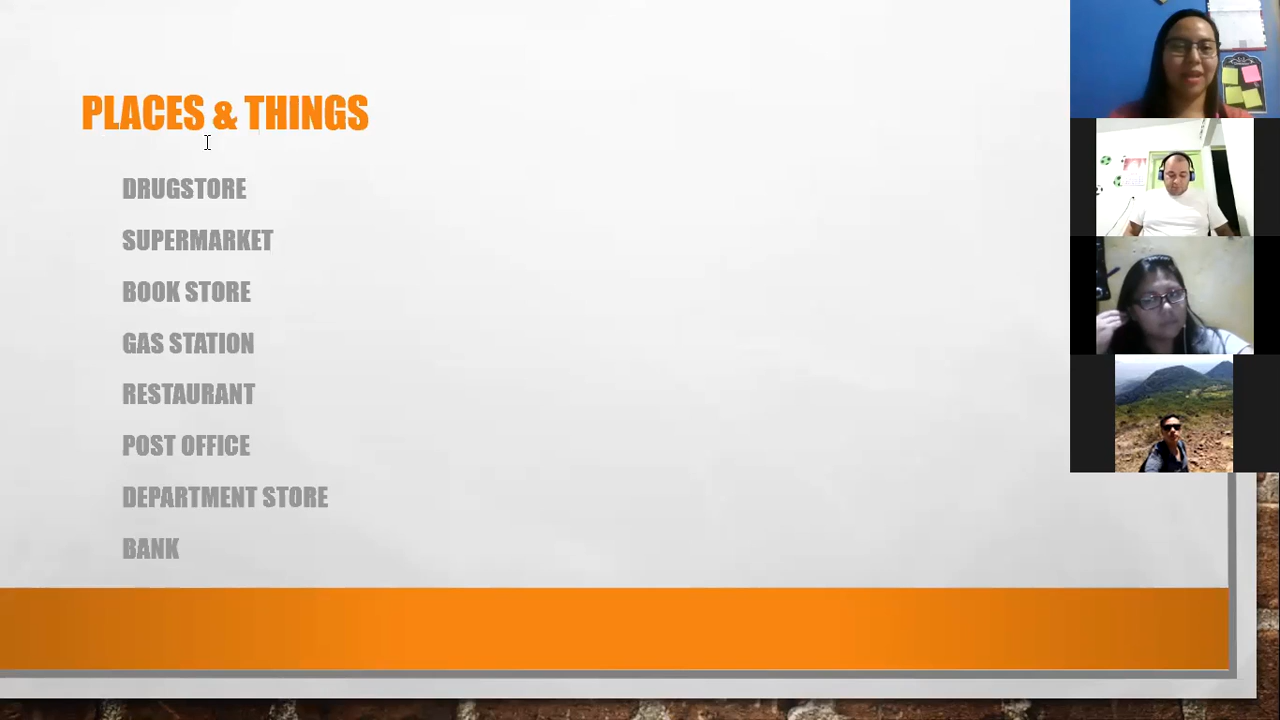 PLACES & THINGS
DRUGSTORE
SUPERMARKET
BOOK STORE
GAS STATION
RESTAURANT
POST OFFICE
DEPARTMENT STORE
BANK